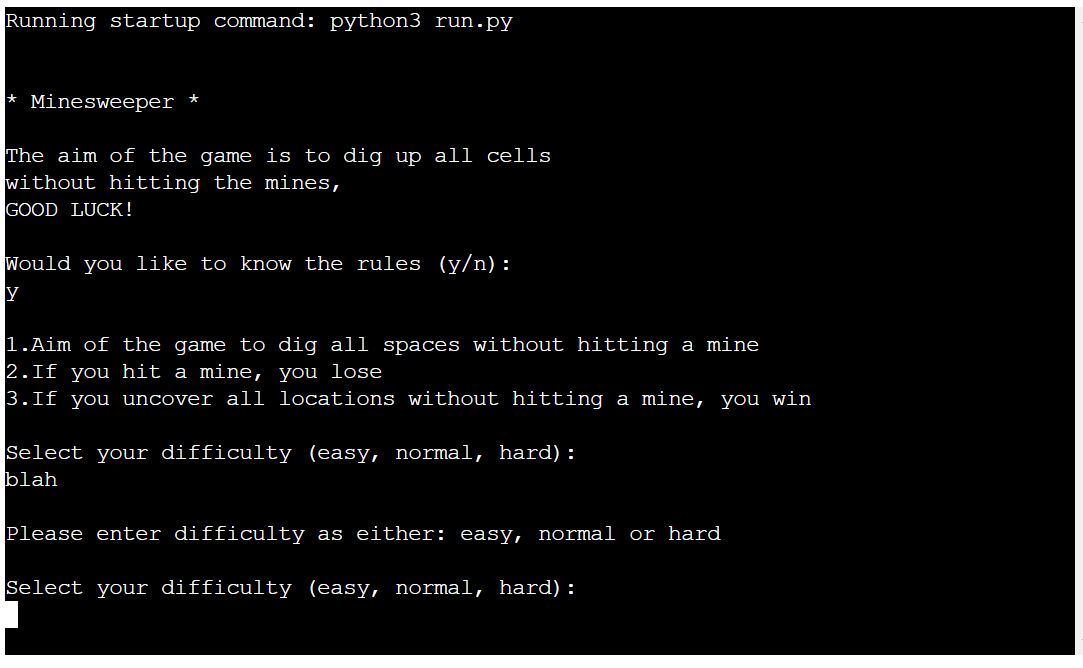 Running startup command: python3 run.py
* Minesweeper *
The aim of the game is to dig up all cells
without hitting the mines,
GOOD LUCK!
Would you like to know the rules (y/n):
y
1.Aim of the game to dig all spaces without hitting a mine
2.If you hit a mine, you lose
3.If you uncover all locations without hitting a mine, you win
Select your difficulty (easy, normal, hard):
blah
Please enter difficulty as either: easy, normal or hard
Select your difficulty (easy, normal, hard):